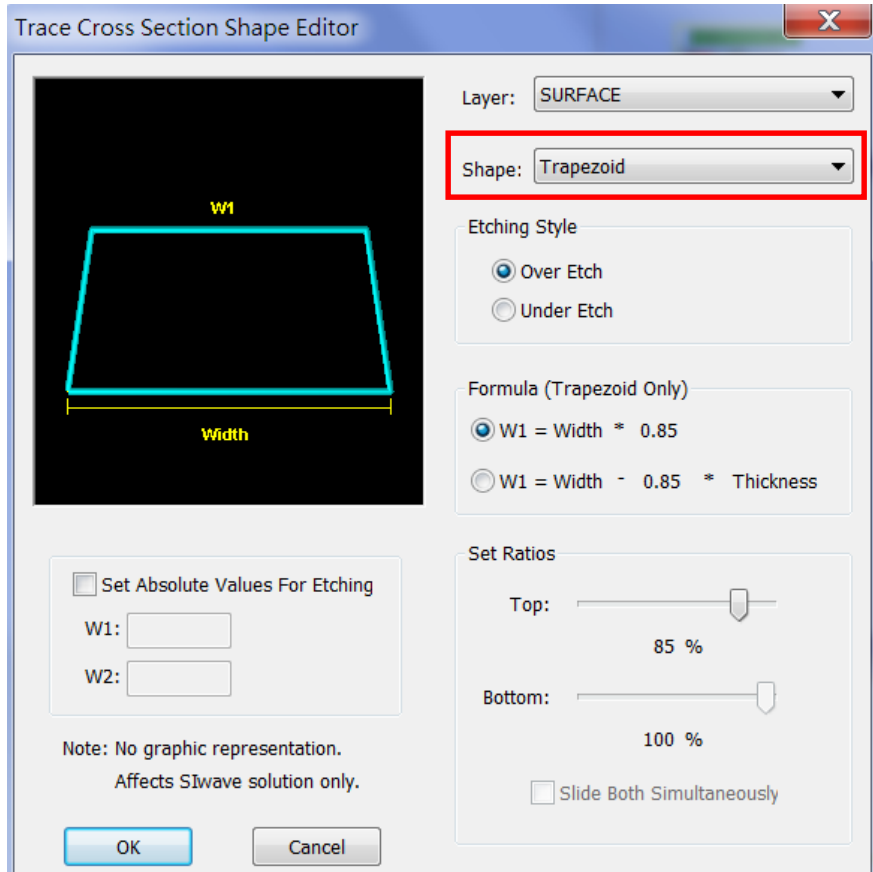 Trace Cross Section Shape Editor
X
Layer: SURFACE
Shape: Trapezoid
W1
Width
Etching Style
Over Etch
Under Etch
Formula (Trapezoid Only)
W1 = Width * 0.85
W1 = Width - 0.85 * Thickness
Set Absolute Values For Etching
W1:
W2:
Note: No graphic representation.
Affects SIwave solution only.
OK
Cancel
Set Ratios
Top:
85 %
Bottom:
100 %
Slide Both Simultaneously